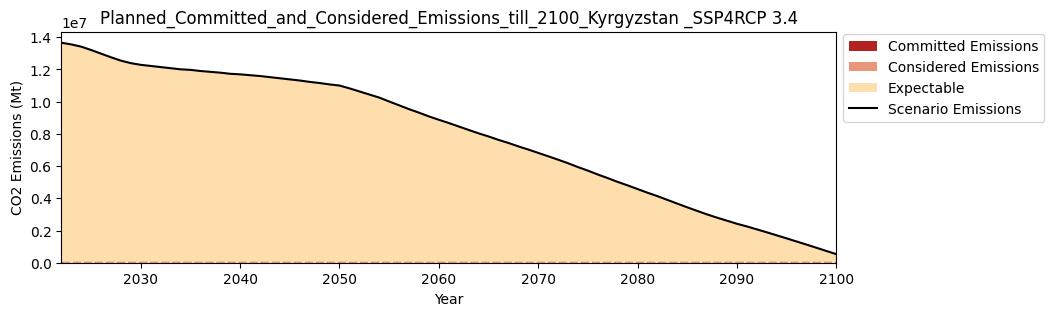 Planned_Committed_and_Considered_Emissions_till_2100_Kyrgyzstan _SSP4RCP 3.4
1e7
1.4
1.2
1.0
0.8
0.6
0.4
0.2
0.0
CO2 Emissions (Mt)
2030 2040 2050 2060 2070 2080 2090 2100
Year
Committed Emissions
Considered Emissions
Expectable
Scenario Emissions